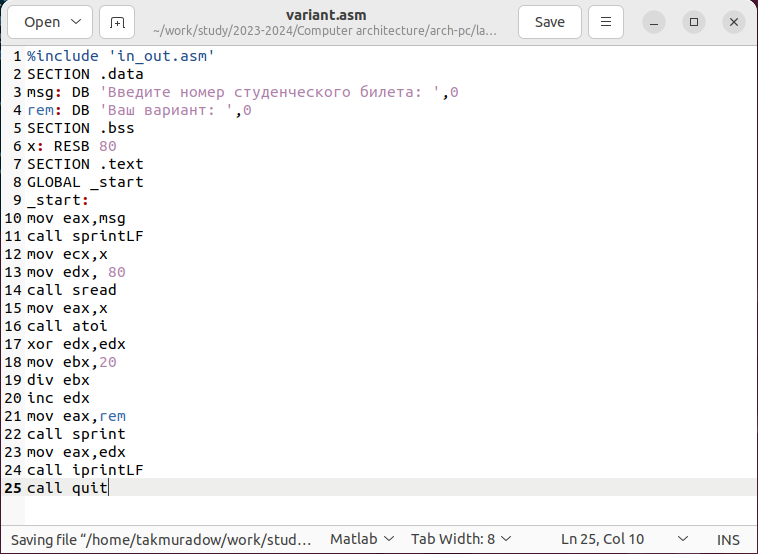 Open
variant.asm
~/work/study/2023-2024/Computer architecture/arch-pc/la...
Save
1 %include 'in_out.asm'
2 SECTION .data
3 msg: DB 'Введите номер студенческого билета: ',0
4 rem: DB 'Ваш вариант: ',0
5 SECTION .bss
6 x: RESB 80
7 SECTION .text
8 GLOBAL _start
9 _start:
10 mov eax,msg
11 call sprintLF
12 mov ecx,x
13 mov edx, 80
14 call sread
15 mov eax,x
16 call atoi
17 xor edx,edx
18 mov ebx,20
19 div ebx
20 inc edx
21 mov eax,rem
22 call sprint
23 mov eax,edx
24 call iprintLF
25 call quit
Saving file “/home/takmuradow/work/stud... Matlab Tab Width: 8 Ln 25, Col 10 INS